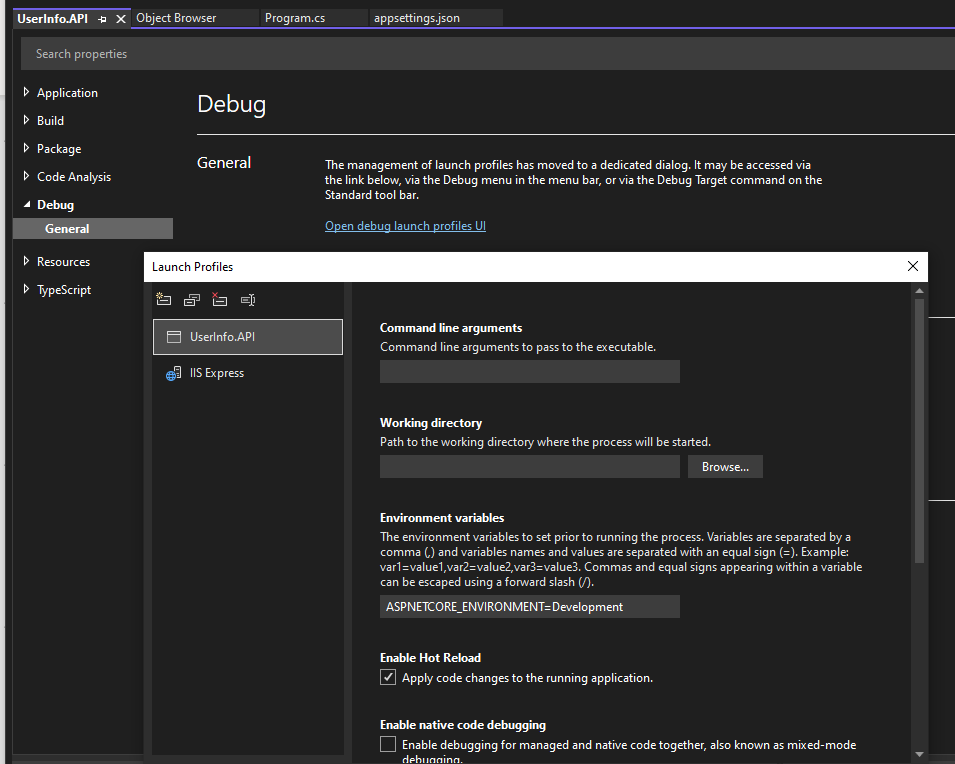 UserInfo.API
Object Browser
Program.cs
appsettings.json
Search properties
Application
Build
Package
Code Analysis
Debug
General
Resources
TypeScript
Debug
General
The management of launch profiles has moved to a dedicated dialog. It may be accessed via
the link below, via the Debug menu in the menu bar, or via the Debug Target command on the
Standard tool bar.
Open debug launch profiles UI
Launch Profiles
UserInfo.API
IIS Express
Command line arguments
Command line arguments to pass to the executable.
Working directory
Path to the working directory where the process will be started.
Browse...
Environment variables
The environment variables to set prior to running the process. Variables are separated by a
comma (,) and variables names and values are separated with an equal sign (=). Example:
var1=value1,var2=value2,var3=value3. Commas and equal signs appearing within a variable
can be escaped using a forward slash (/).
ASPNETCORE_ENVIRONMENT=Development
Enable Hot Reload
Apply code changes to the running application.
Enable native code debugging
Enable debugging for managed and native code together, also known as mixed-mode
debugging.